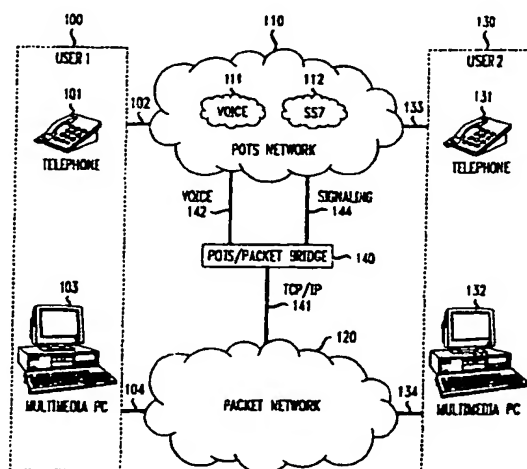 100
USER 1
101
TELEPHONE
102
110
111
VOICE
112
SS7
POTS NETWORK
133
130
USER 2
131
TELEPHONE
VOICE
142
SIGNALING
144
POTS/PACKET BRIDGE
140
TCP/IP
141
103
MULTIMEDIA PC
104
120
PACKET NETWORK
134
132
MULTIMEDIA PC